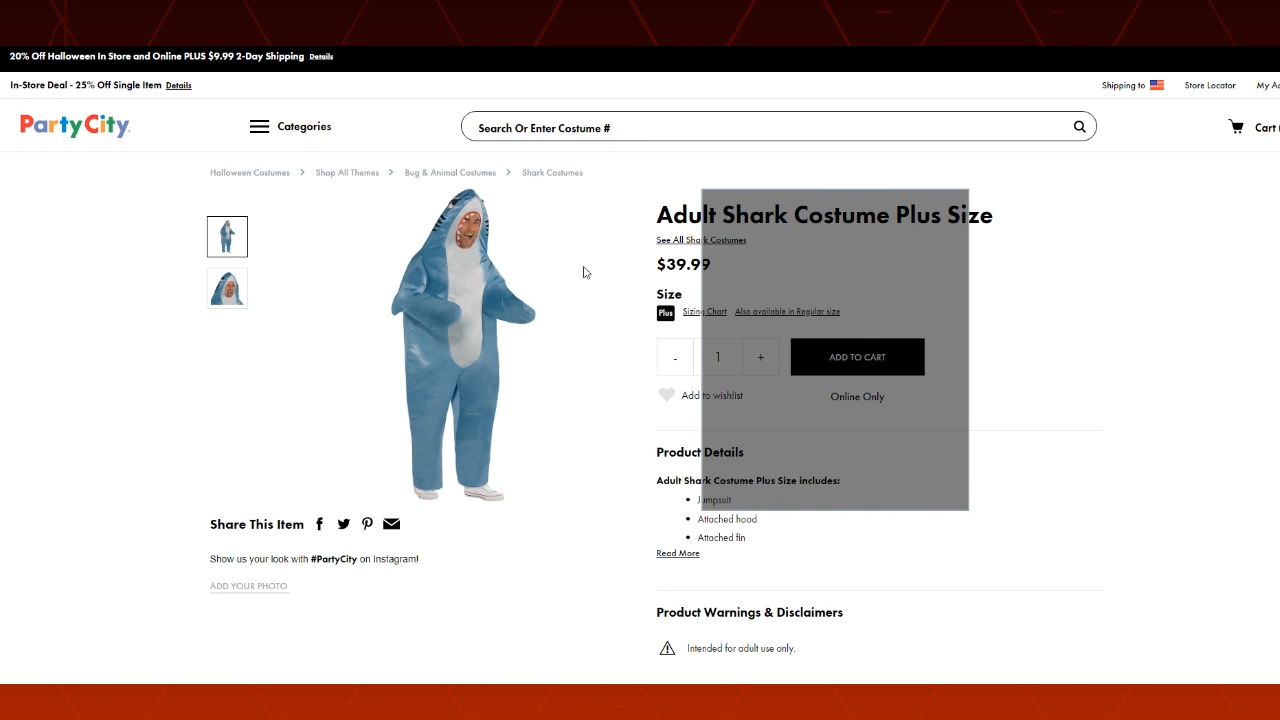 20% Off Halloween In Store and Online PLUS $9.99 2-Day Shipping Details
In-Store Deal - 25% Off Single Item Details
Shipping to
Store Locator
My Ac
PartyCity
Categories
Search Or Enter Costume #
Cart
Halloween Costumes > Shop All Themes > Bug & Animal Costumes > Shark Costumes
Adult Shark Costume Plus Size
See All Shark Costumes
$39.99
Size
Plus Sizing Chart Also available in Regular size
- 1 + ADD TO CART
Add to wishlist
Online Only
Product Details
Adult Shark Costume Plus Size includes:
• Jumpsuit
• Attached hood
• Attached fin
Read More
Share This Item
Show us your look with #PartyCity on Instagram!
ADD YOUR PHOTO
Product Warnings & Disclaimers
Intended for adult use only.